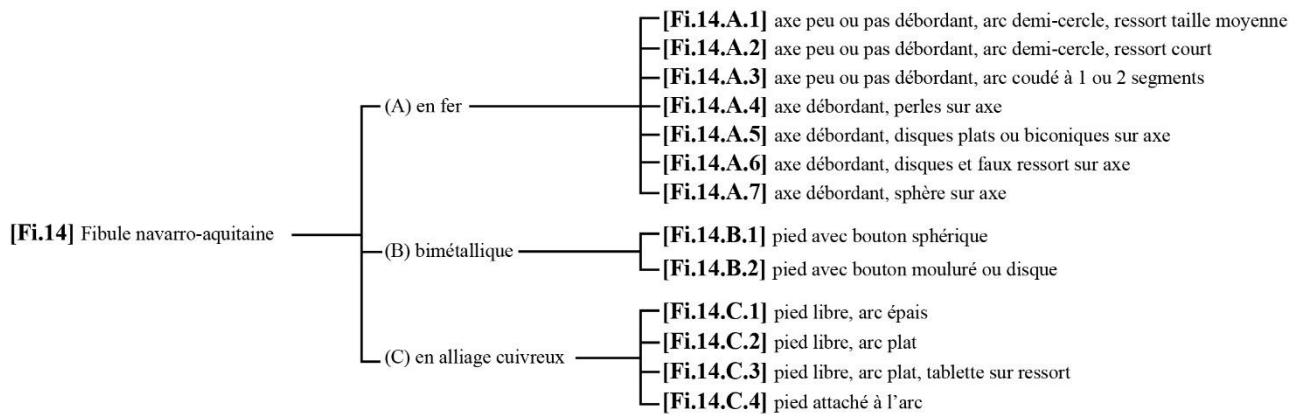 [Fi.14] Fibule navarro-aquitaine
(A) en fer
[Fi.14.A.1] axe peu ou pas débordant, arc demi-cercle, ressort taille moyenne
[Fi.14.A.2] axe peu ou pas débordant, arc demi-cercle, ressort court
[Fi.14.A.3] axe peu ou pas débordant, arc coudé à 1 ou 2 segments
[Fi.14.A.4] axe débordant, perles sur axe
[Fi.14.A.5] axe débordant, disques plats ou biconiques sur axe
[Fi.14.A.6] axe débordant, disques et faux ressort sur axe
[Fi.14.A.7] axe débordant, sphère sur axe
(B) bimétallique
[Fi.14.B.1] pied avec bouton sphérique
[Fi.14.B.2] pied avec bouton mouluré ou disque
(C) en alliage cuivreux
[Fi.14.C.1] pied libre, arc épais
[Fi.14.C.2] pied libre, arc plat
[Fi.14.C.3] pied libre, arc plat, tablette sur ressort
[Fi.14.C.4] pied attaché à l'arc